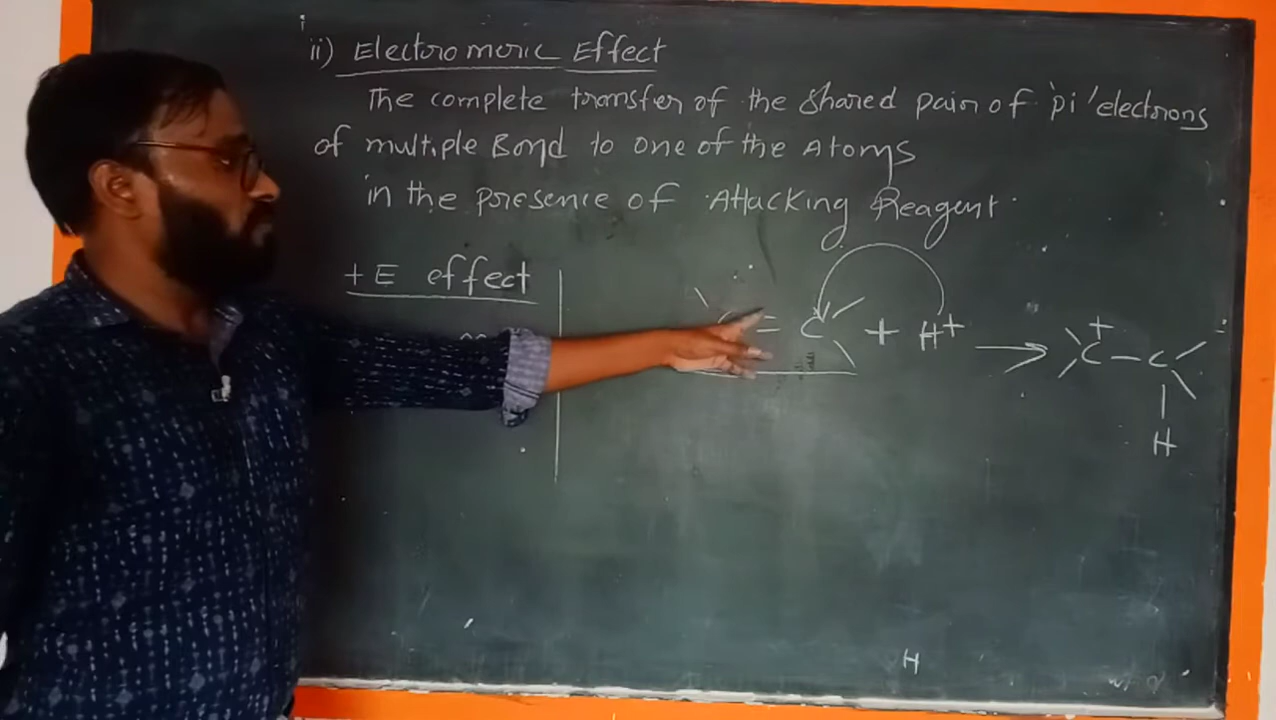 ii) Electromeric Effect
The complete transfer of the shared pair of 'pi' electrons
of multiple Bond to one of the Atoms
in the presence of Attacking Reagent.
+E effect
= C + H+ → C+ – C
H
H